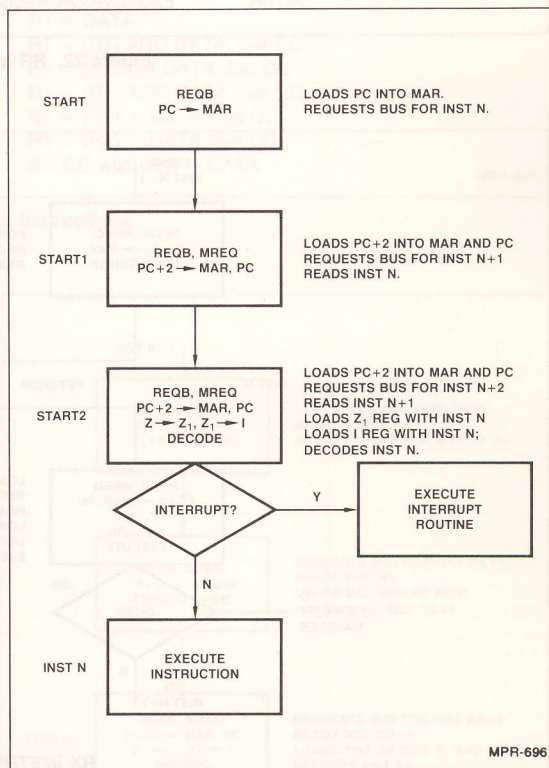 START
REQB
PC → MAR
LOADS PC INTO MAR.
REQUESTS BUS FOR INST N.
START1
REQB, MREQ
PC+2 → MAR, PC
LOADS PC+2 INTO MAR AND PC
REQUESTS BUS FOR INST N+1
READS INST N.
START2
REQB, MREQ
PC+2 → MAR, PC
Z → Z₁, Z₁ → I
DECODE
LOADS PC+2 INTO MAR AND PC
REQUESTS BUS FOR INST N+2
READS INST N+1
LOADS Z₁ REG WITH INST N
LOADS I REG WITH INST N;
DECODES INST N.
INTERRUPT?
Y
EXECUTE
INTERRUPT
ROUTINE
N
INST N
EXECUTE
INSTRUCTION
MPR-696